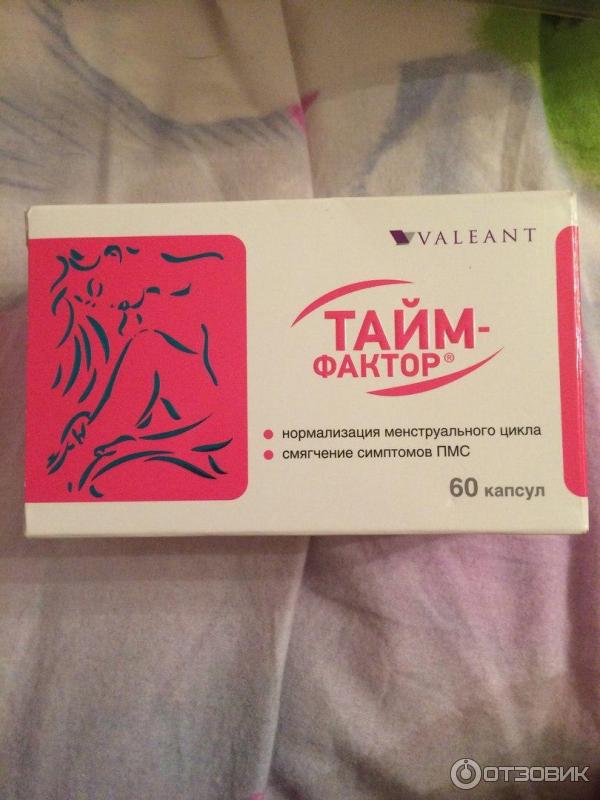 VALEANT
ТАЙМ-
ФАКТОР®
• нормализация менструального цикла
• смягчение симптомов ПМС
60 капсул
ОТЗОВИК